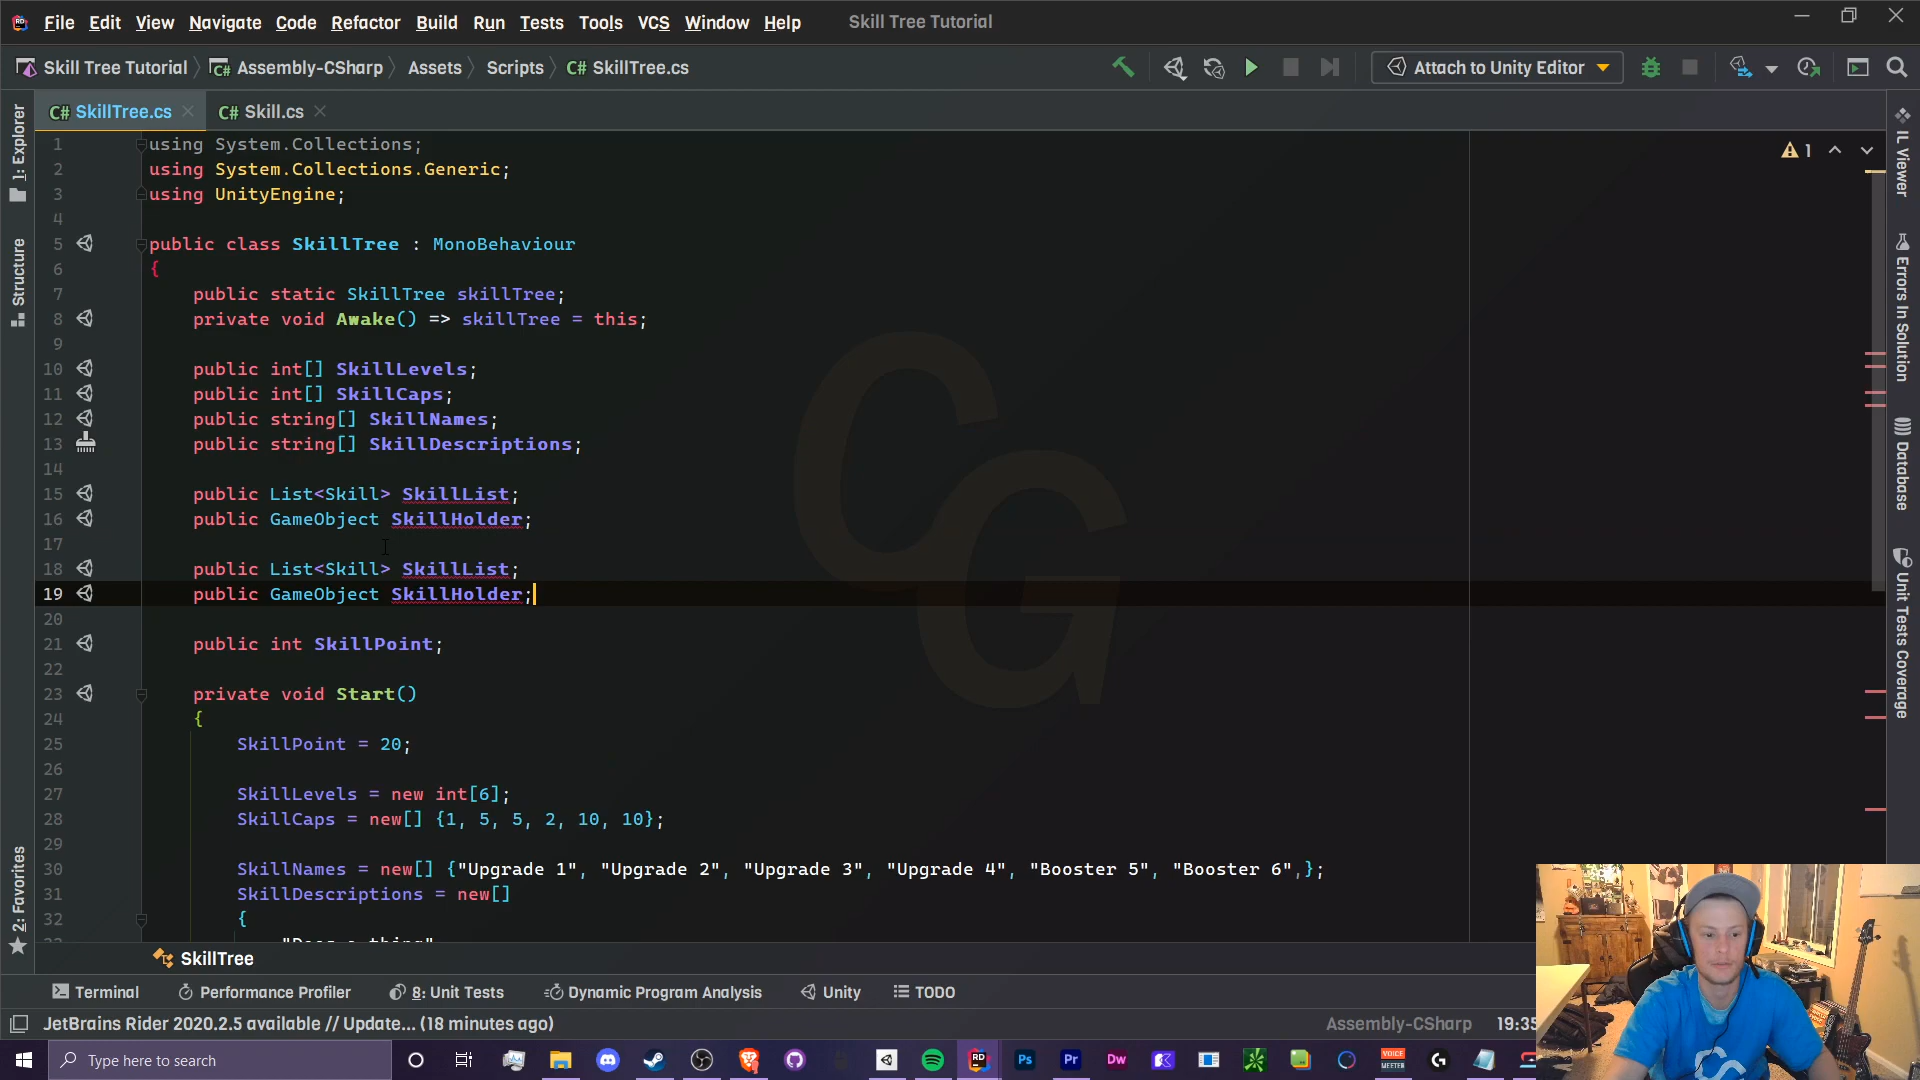 File Edit View Navigate Code Refactor Build Run Tests Tools VCS Window Help Skill Tree Tutorial
Skill Tree Tutorial Assembly-CSharp Assets Scripts C# SkillTree.cs Attach to Unity Editor
C# SkillTree.cs C# Skill.cs
1 using System.Collections;
2 using System.Collections.Generic;
3 using UnityEngine;
4
5 public class SkillTree : MonoBehaviour
6 {
7 public static SkillTree skillTree;
8 private void Awake() => skillTree = this;
9
10 public int[] SkillLevels;
11 public int[] SkillCaps;
12 public string[] SkillNames;
13 public string[] SkillDescriptions;
14
15 public List<Skill> SkillList;
16 public GameObject SkillHolder;
17
18 public List<Skill> SkillList;
19 public GameObject SkillHolder;
20
21 public int SkillPoint;
22
23 private void Start()
24 {
25 SkillPoint = 20;
26
27 SkillLevels = new int[6];
28 SkillCaps = new[] {1, 5, 5, 2, 10, 10};
29
30 SkillNames = new[] {"Upgrade 1", "Upgrade 2", "Upgrade 3", "Upgrade 4", "Booster 5", "Booster 6",};
31 SkillDescriptions = new[]
32 {
1
1: Explorer
Structure
2: Favorites
IL Viewer
Errors In Solution
Database
Unit Tests Coverage
CG
SkillTree
Terminal Performance Profiler 8: Unit Tests Dynamic Program Analysis Unity TODO
JetBrains Rider 2020.2.5 available // Update... (18 minutes ago) Assembly-CSharp 19:35
Type here to search
RD Ps Pr Dw VOICE MEETER